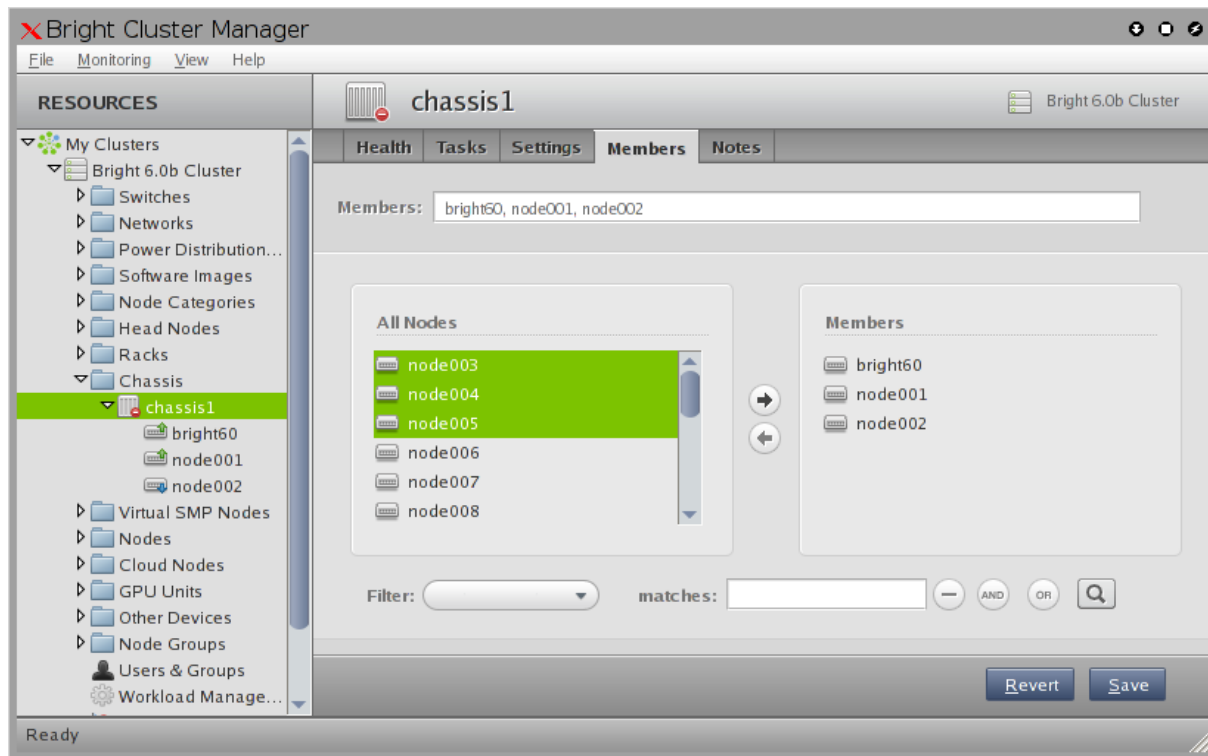 Bright Cluster Manager
File Monitoring View Help
RESOURCES
My Clusters
Bright 6.0b Cluster
Switches
Networks
Power Distribution...
Software Images
Node Categories
Head Nodes
Racks
Chassis
chassis1
bright60
node001
node002
Virtual SMP Nodes
Nodes
Cloud Nodes
GPU Units
Other Devices
Node Groups
Users & Groups
Workload Manage...
chassis1
Bright 6.0b Cluster
Health Tasks Settings Members Notes
Members: bright60, node001, node002
All Nodes
node003
node004
node005
node006
node007
node008
Members
bright60
node001
node002
Filter: matches: AND OR
Revert Save
Ready